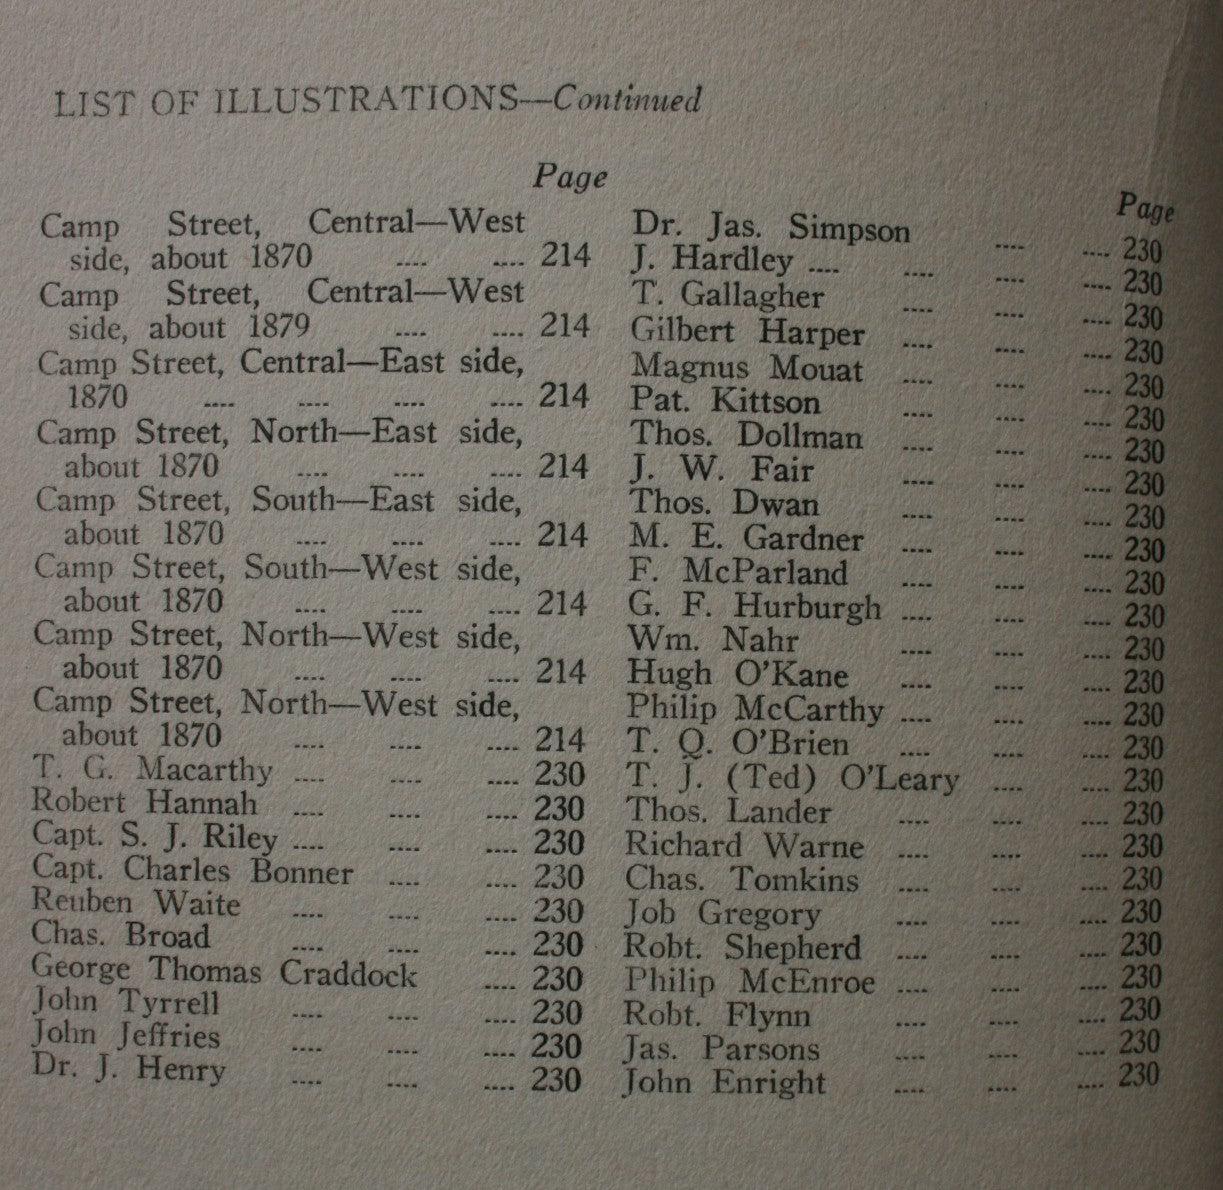 LIST OF ILLUSTRATIONS—Continued
Page
Camp Street, Central—West
side, about 1870 .... .... 214
Camp Street, Central—West
side, about 1879 .... .... 214
Camp Street, Central—East side,
1870 .... .... .... .... 214
Camp Street, North—East side,
about 1870 .... .... .... 214
Camp Street, South—East side,
about 1870 .... .... .... 214
Camp Street, South—West side,
about 1870 .... .... .... 214
Camp Street, North—West side,
about 1870 .... .... .... 214
Camp Street, North—West side,
about 1870 .... .... .... 214
T. G. Macarthy .... .... .... 230
Robert Hannah .... .... .... 230
Capt. S. J. Riley .... .... .... 230
Capt. Charles Bonner .... .... 230
Reuben Waite .... .... .... 230
Chas. Broad .... .... .... 230
George Thomas Craddock .... 230
John Tyrrell .... .... .... 230
John Jeffries .... .... .... 230
Dr. J. Henry .... .... .... 230
Page
Dr. Jas. Simpson .... .... 230
J. Hardley .... .... .... .... 230
T. Gallagher .... .... .... 230
Gilbert Harper .... .... .... 230
Magnus Mouat .... .... .... 230
Pat. Kittson .... .... .... 230
Thos. Dollman .... .... .... 230
J. W. Fair .... .... .... 230
Thos. Dwan .... .... .... 230
M. E. Gardner .... .... .... 230
F. McParland .... .... .... 230
G. F. Hurburgh .... .... .... 230
Wm. Nahr .... .... .... 230
Hugh O'Kane .... .... .... 230
Philip McCarthy .... .... .... 230
T. Q. O'Brien .... .... .... 230
T. J. (Ted) O'Leary .... .... 230
Thos. Lander .... .... .... 230
Richard Warne .... .... .... 230
Chas. Tomkins .... .... .... 230
Job Gregory .... .... .... 230
Robt. Shepherd .... .... .... 230
Philip McEnroe .... .... .... 230
Robt. Flynn .... .... .... 230
Jas. Parsons .... .... .... 230
John Enright .... .... .... 230